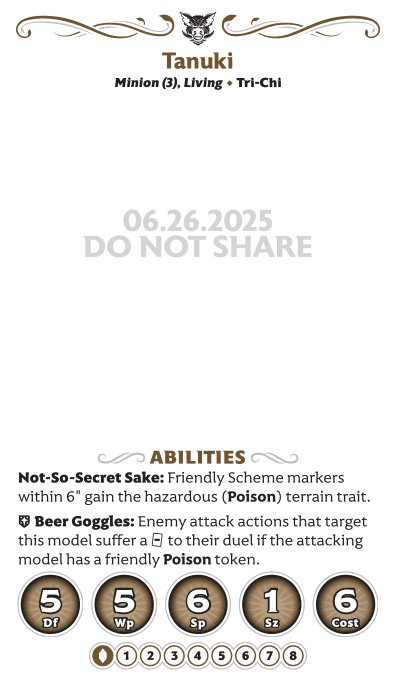 Tanuki
Minion (3), Living • Tri-Chi
06.26.2025
DO NOT SHARE
ABILITIES
Not-So-Secret Sake: Friendly Scheme markers
within 6" gain the hazardous (Poison) terrain trait.
Beer Goggles: Enemy attack actions that target
this model suffer a to their duel if the attacking
model has a friendly Poison token.
5 5 6 1 6
Df Wp Sp Sz Cost
1 2 3 4 5 6 7 8